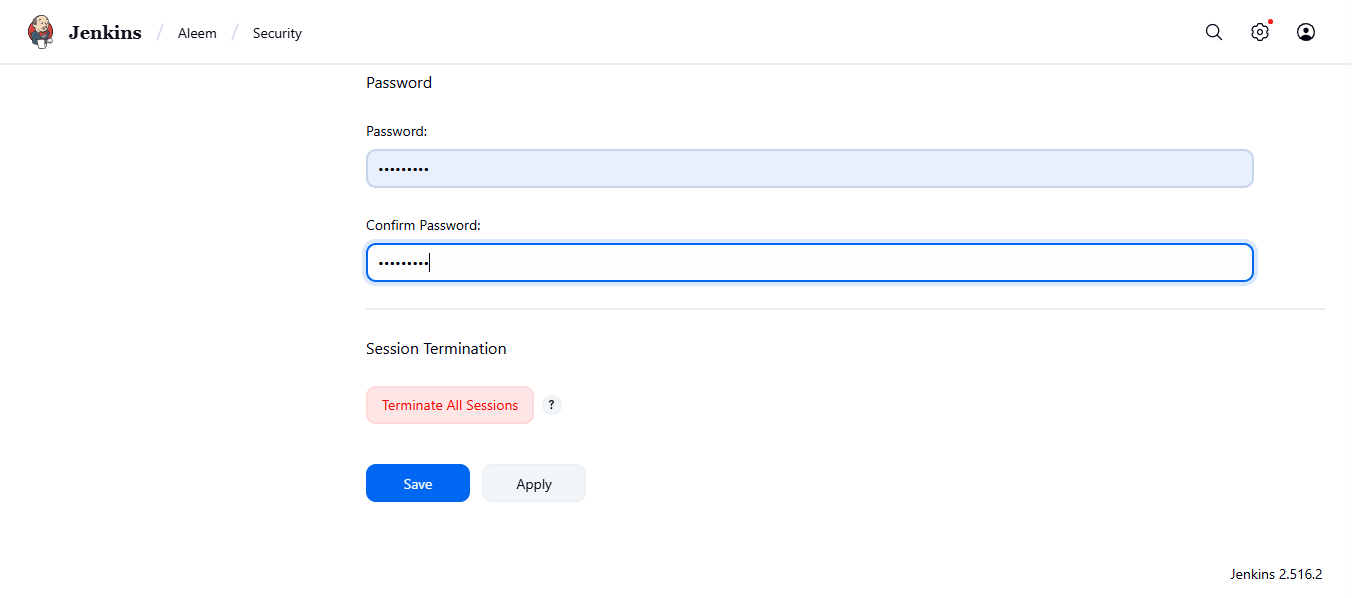 Jenkins / Aleem / Security
Password
Password:
•••••••••
Confirm Password:
•••••••••
Session Termination
Terminate All Sessions ?
Save Apply
Jenkins 2.516.2